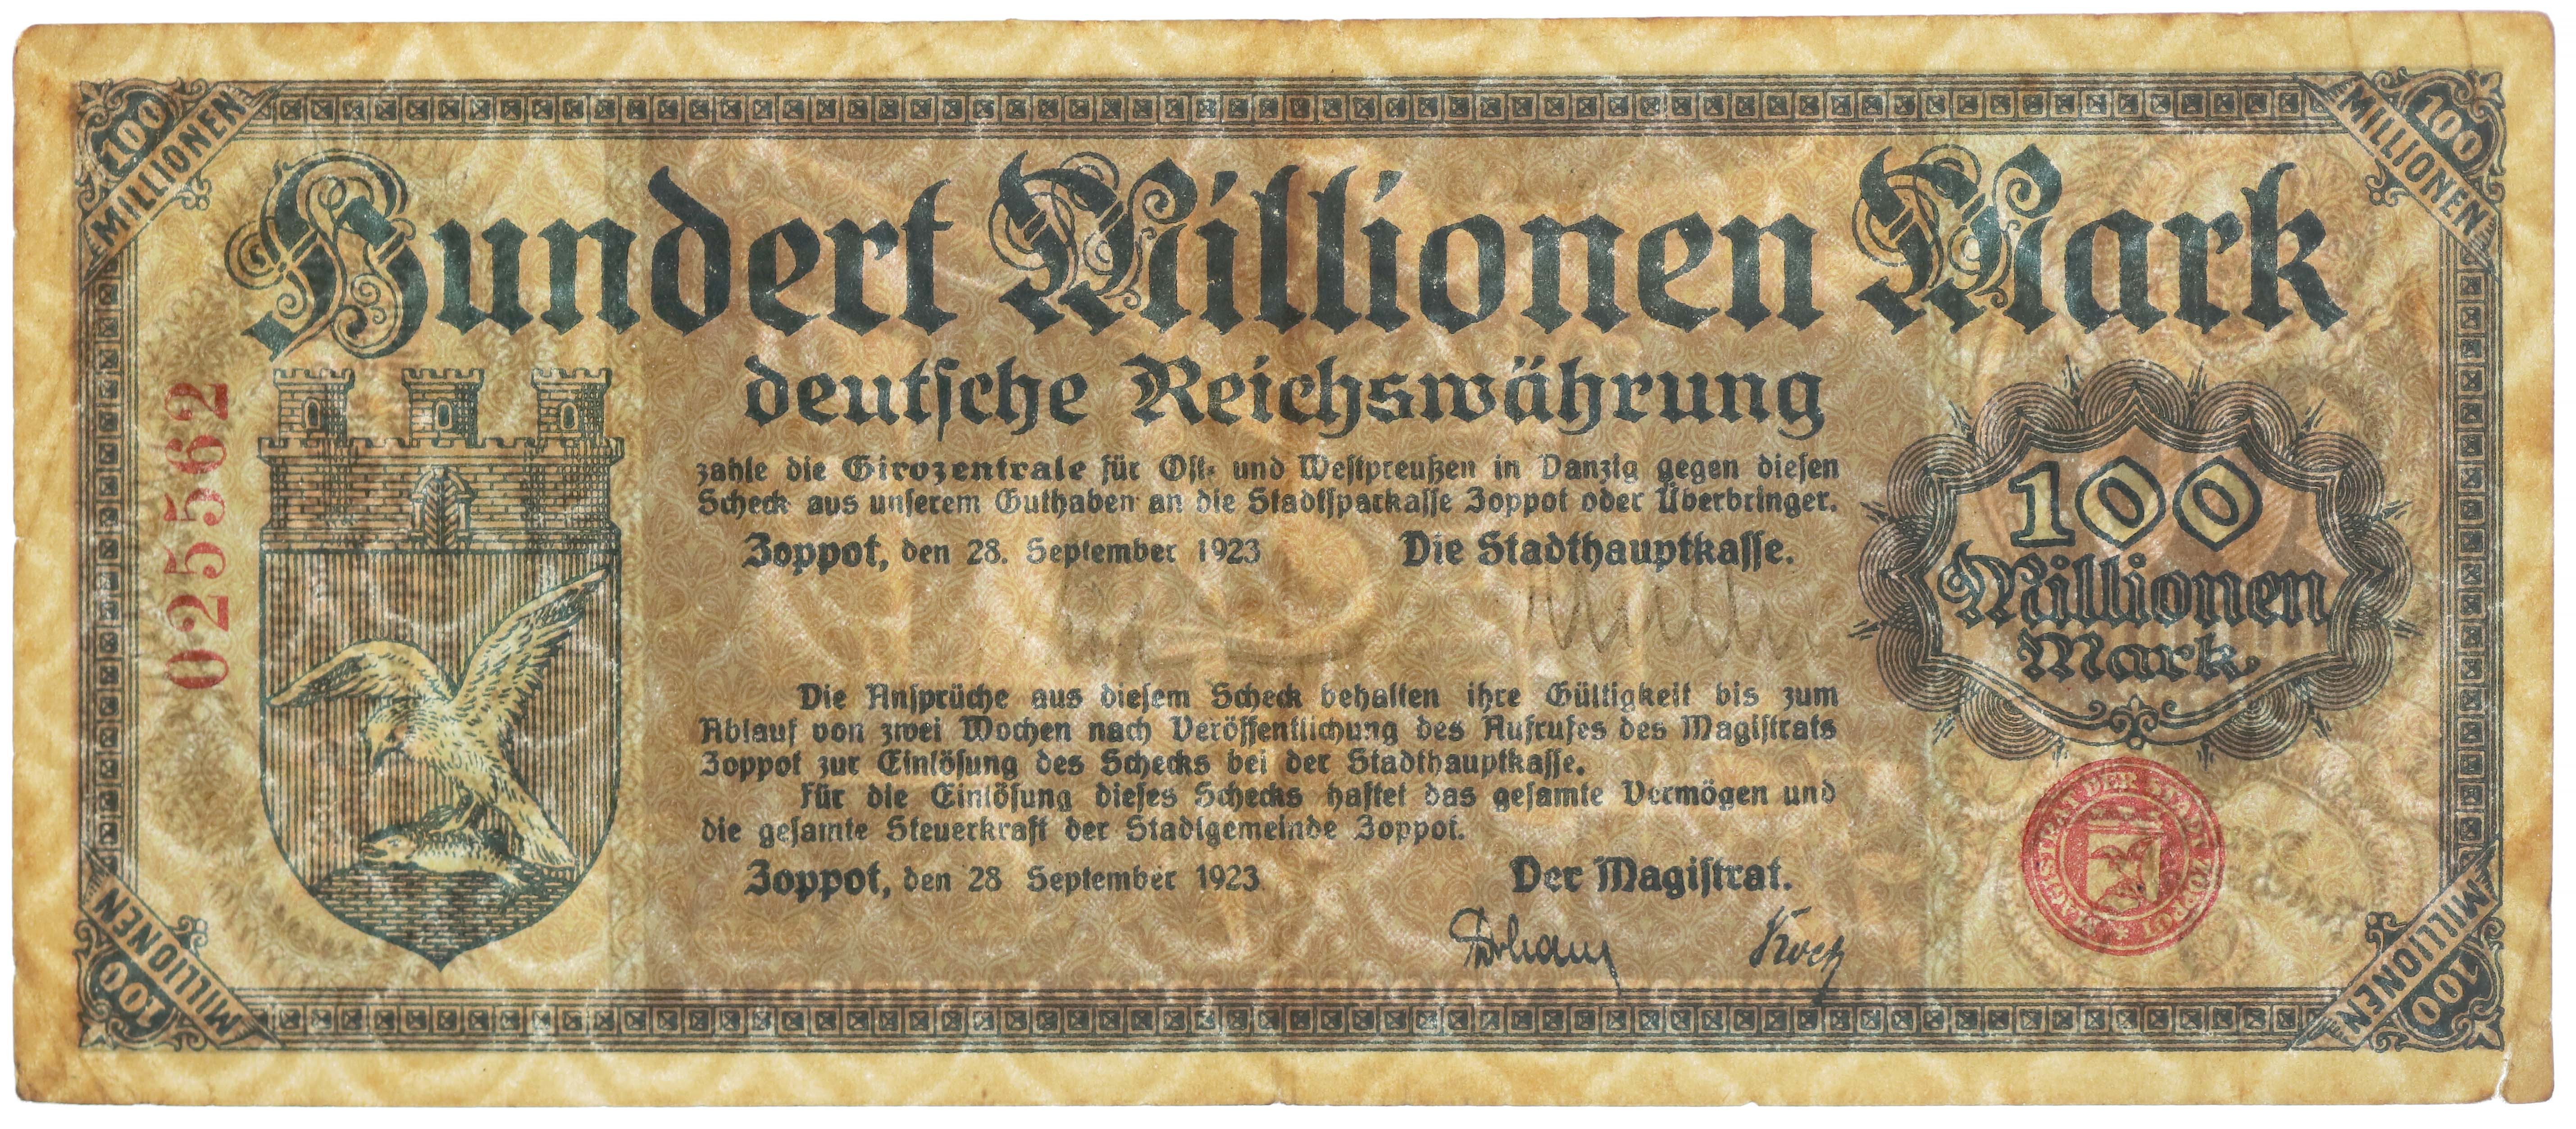 100 MILLIONEN
100 MILLIONEN
Hundert Millionen Mark
deutsche Reichswährung
zahle die Girozentrale für Ost- und Westpreußen in Danzig gegen diesen
Scheck aus unserem Guthaben an die Stadtsparkasse Zoppot oder Überbringer.
Zoppot, den 28. September 1923 Die Stadthauptkasse.
025562
100
Millionen
Mark
Die Ansprüche aus diesem Scheck behalten ihre Gültigkeit bis zum
Ablauf von zwei Wochen nach Veröffentlichung des Aufrufes des Magistrats
Zoppot zur Einlösung des Schecks bei der Stadthauptkasse.
Für die Einlösung dieses Schecks haftet das gesamte Vermögen und
die gesamte Steuerkraft der Stadtgemeinde Zoppot.
Zoppot, den 28 September 1923 Der Magistrat.
MAGISTRAT DER STADT ZOPPOT
100 MILLIONEN
100 MILLIONEN